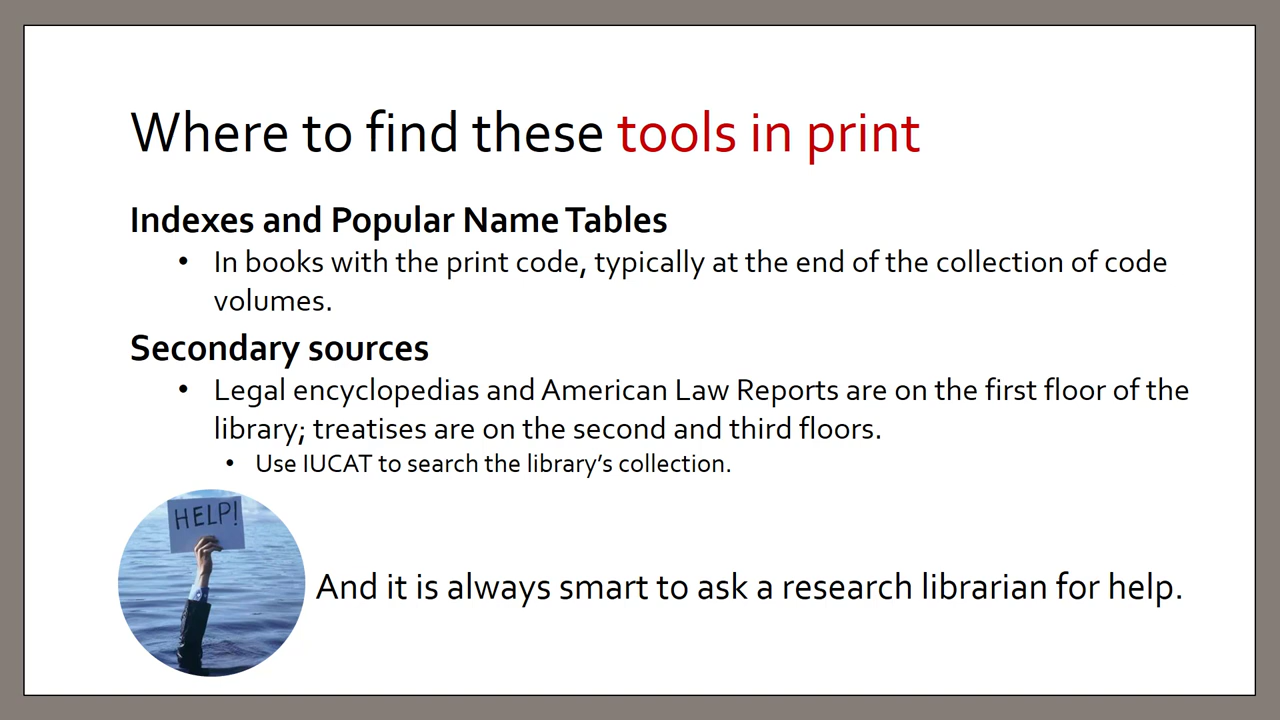 Where to find these tools in print
Indexes and Popular Name Tables
• In books with the print code, typically at the end of the collection of code
volumes.
Secondary sources
• Legal encyclopedias and American Law Reports are on the first floor of the
library; treatises are on the second and third floors.
• Use IUCAT to search the library’s collection.
HELP!
And it is always smart to ask a research librarian for help.